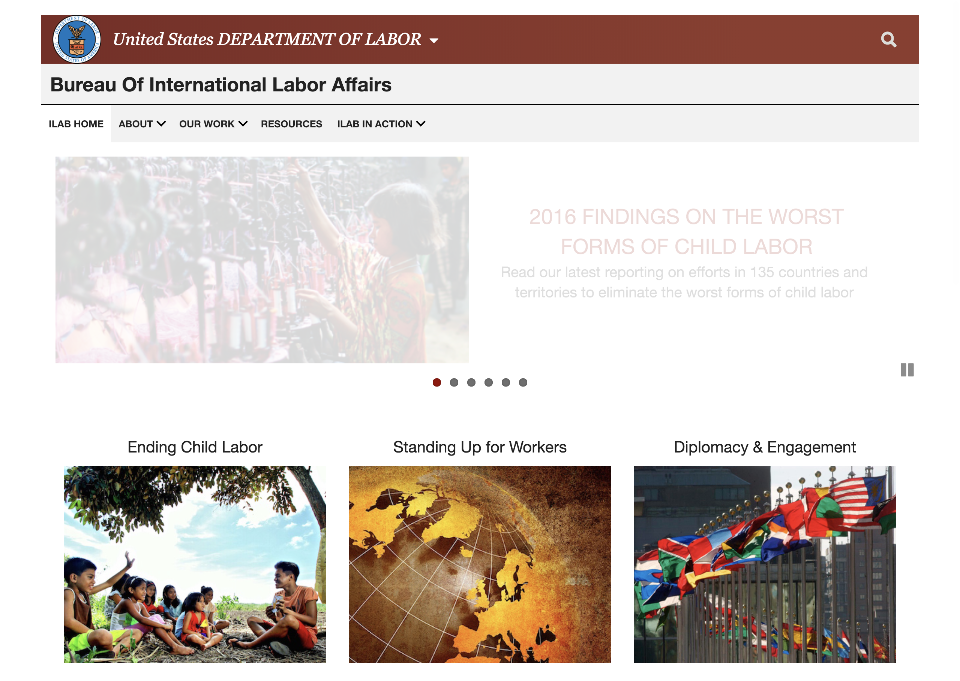 United States DEPARTMENT OF LABOR
Bureau Of International Labor Affairs
ILAB HOME ABOUT OUR WORK RESOURCES ILAB IN ACTION
2016 FINDINGS ON THE WORST
FORMS OF CHILD LABOR
Read our latest reporting on efforts in 135 countries and
territories to eliminate the worst forms of child labor
Ending Child Labor Standing Up for Workers Diplomacy & Engagement